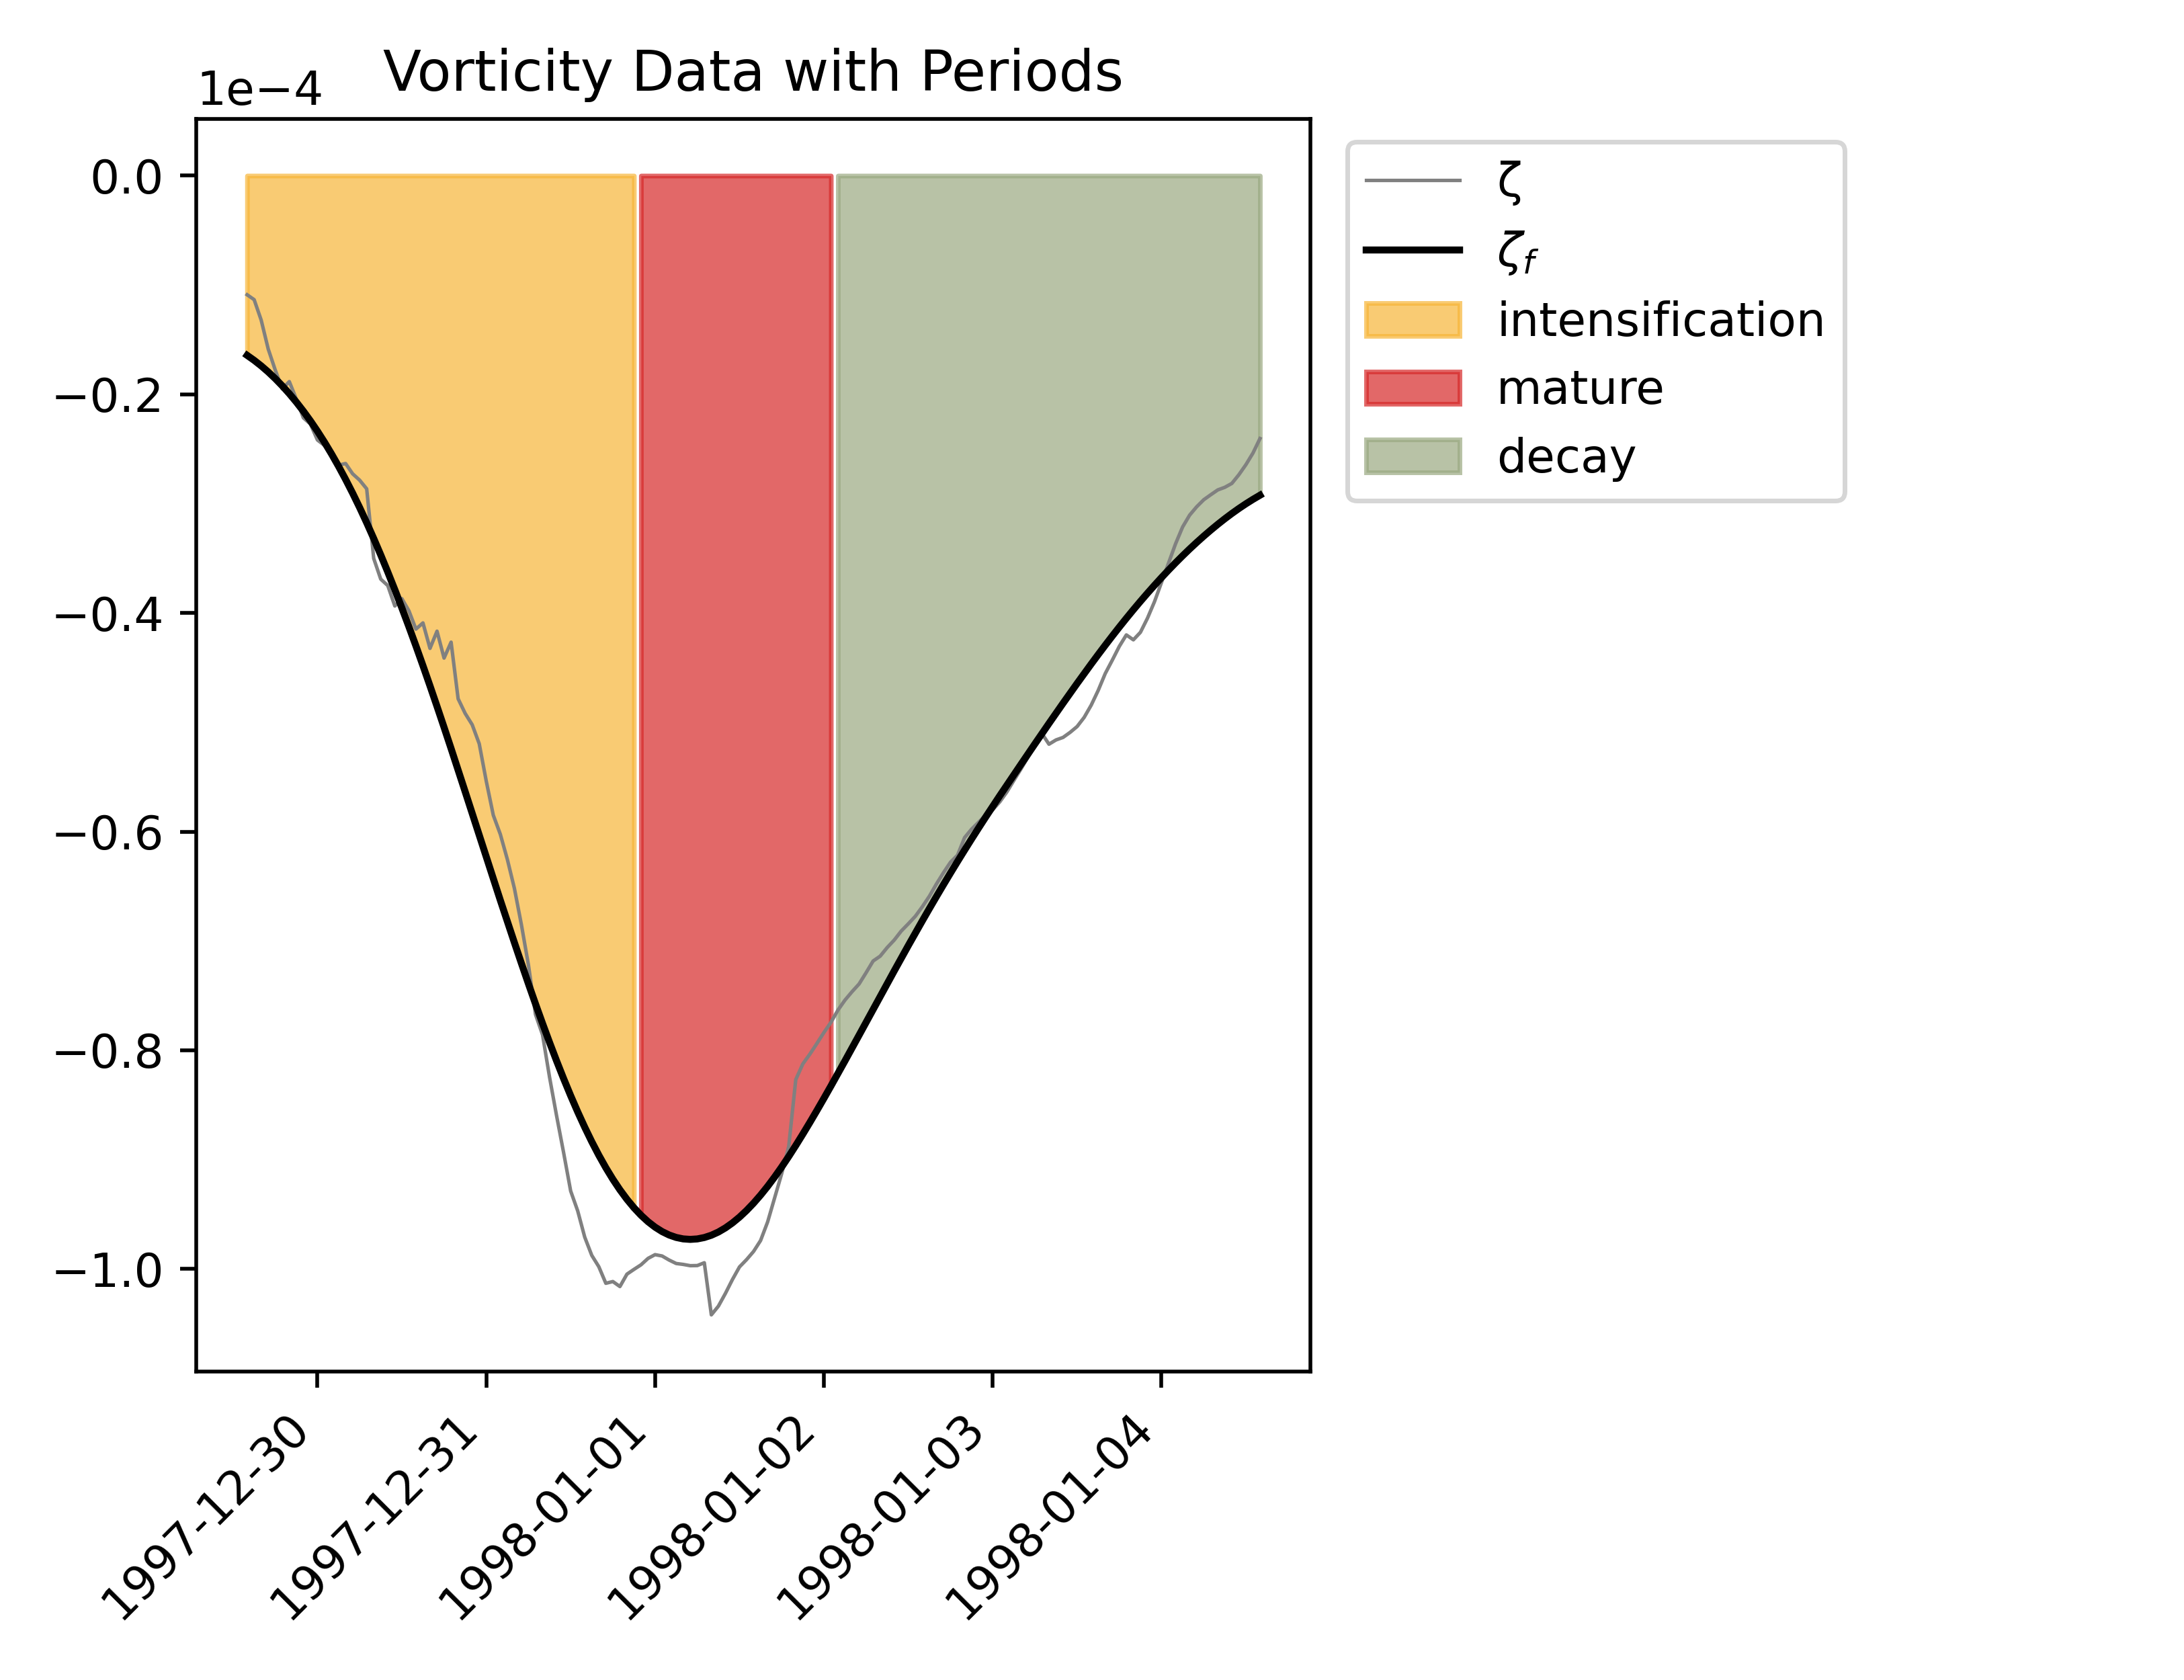 Vorticity Data with Periods
1e−4
0.0
−0.2
−0.4
−0.6
−0.8
−1.0
1997-12-30
1997-12-31
1998-01-01
1998-01-02
1998-01-03
1998-01-04
ζ
ζf
intensification
mature
decay